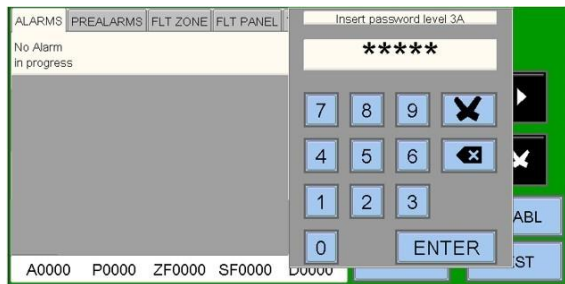 ALARMS PREALARMS FLT ZONE FLT PANEL
No Alarm
in progress
Insert password level 3A
*****
7 8 9
4 5 6
1 2 3
0 ENTER
ABL
ST
A0000 P0000 ZF0000 SF0000 D0000